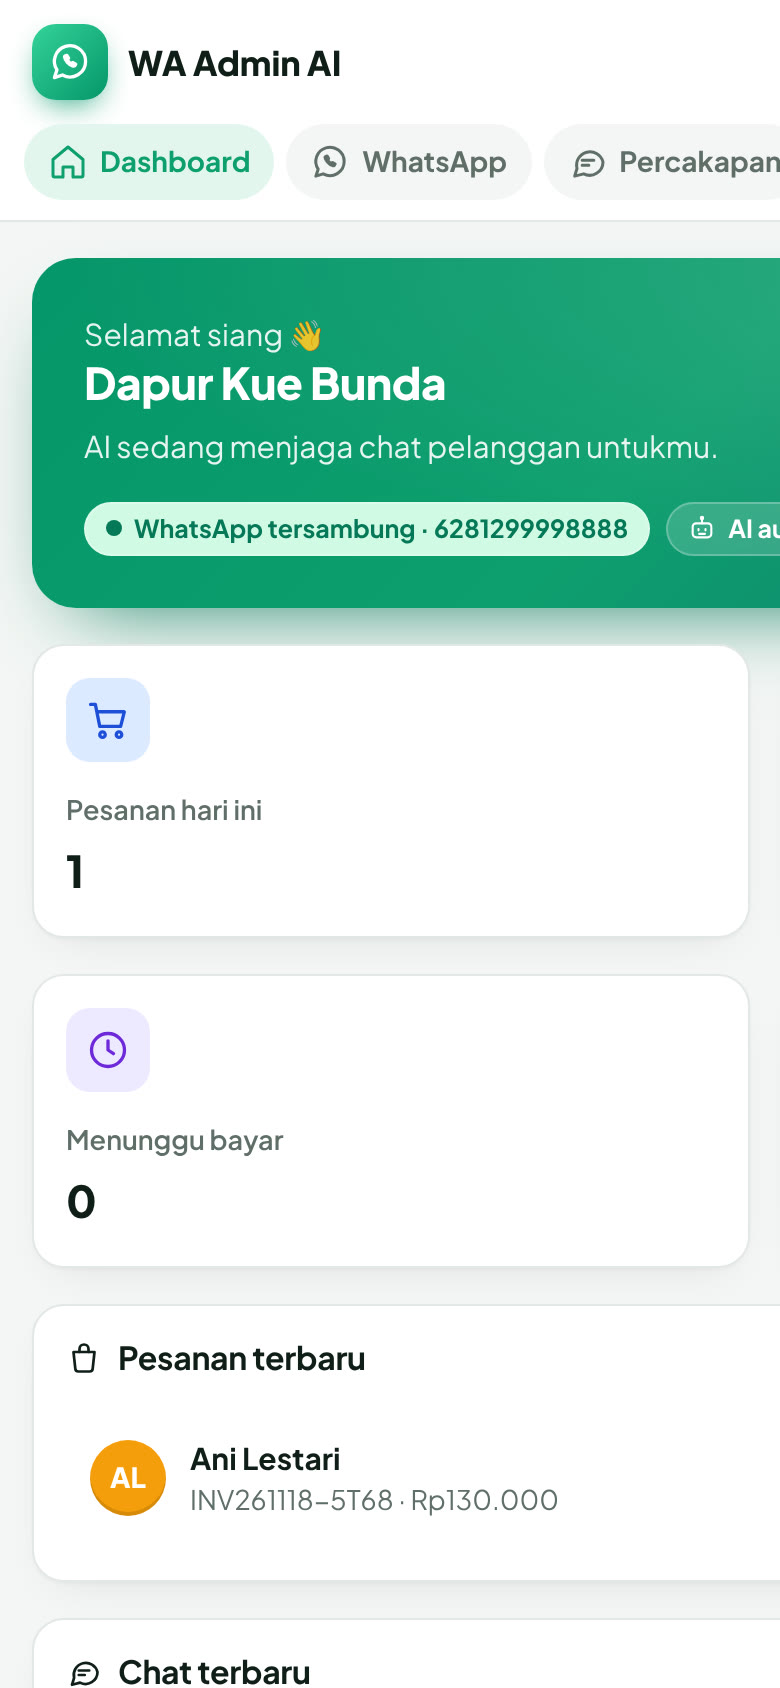 WA Admin AI
Dashboard
WhatsApp
Percakapan
Selamat siang 👋
Dapur Kue Bunda
AI sedang menjaga chat pelanggan untukmu.
WhatsApp tersambung · 6281299998888
AI au
Pesanan hari ini
1
Menunggu bayar
0
Pesanan terbaru
AL
Ani Lestari
INV261118-5T68 · Rp130.000
Chat terbaru